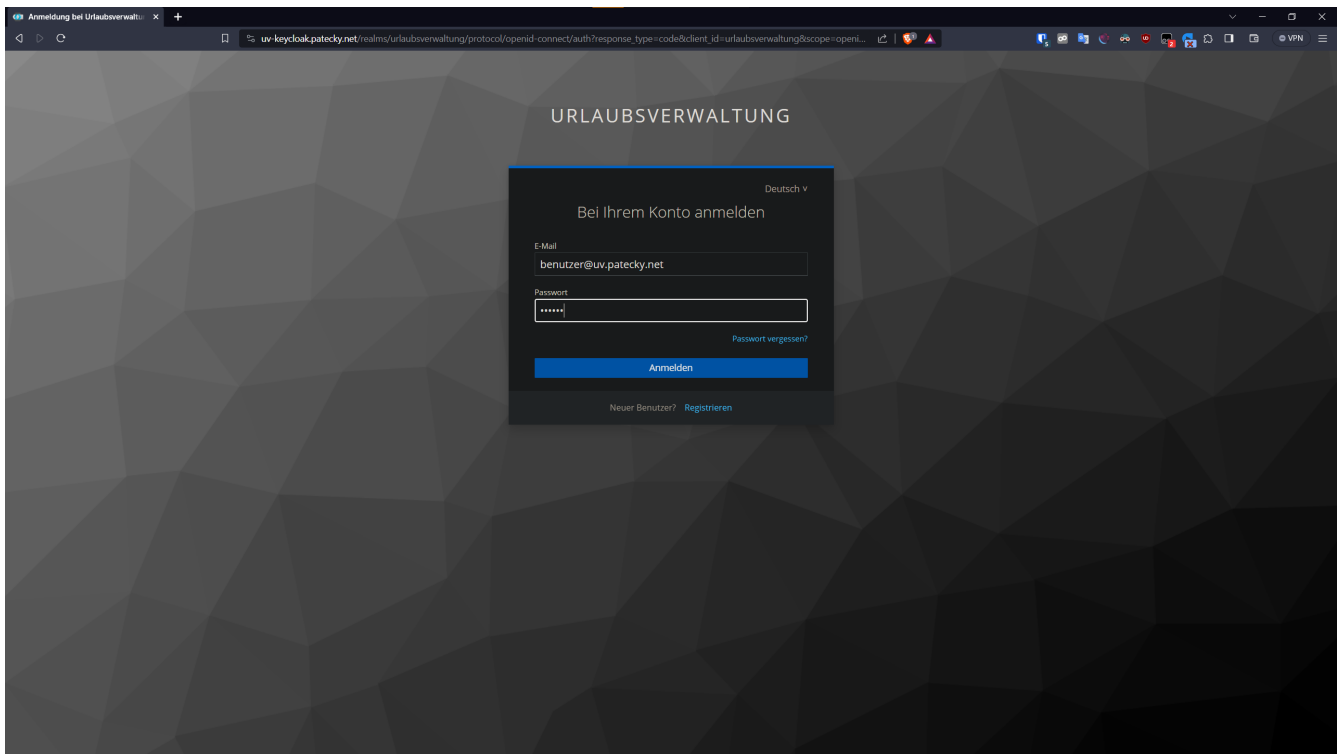 Anmeldung bei Urlaubsverwaltu
uv-keycloak.patecky.net/realms/urlaubsverwaltung/protocol/openid-connect/auth?response_type=code&client_id=urlaubsverwaltung&scope=openi...
VPN
URLAUBSVERWALTUNG
Deutsch
Bei Ihrem Konto anmelden
E-Mail
benutzer@uv.patecky.net
Passwort
••••••
Passwort vergessen?
Anmelden
Neuer Benutzer? Registrieren